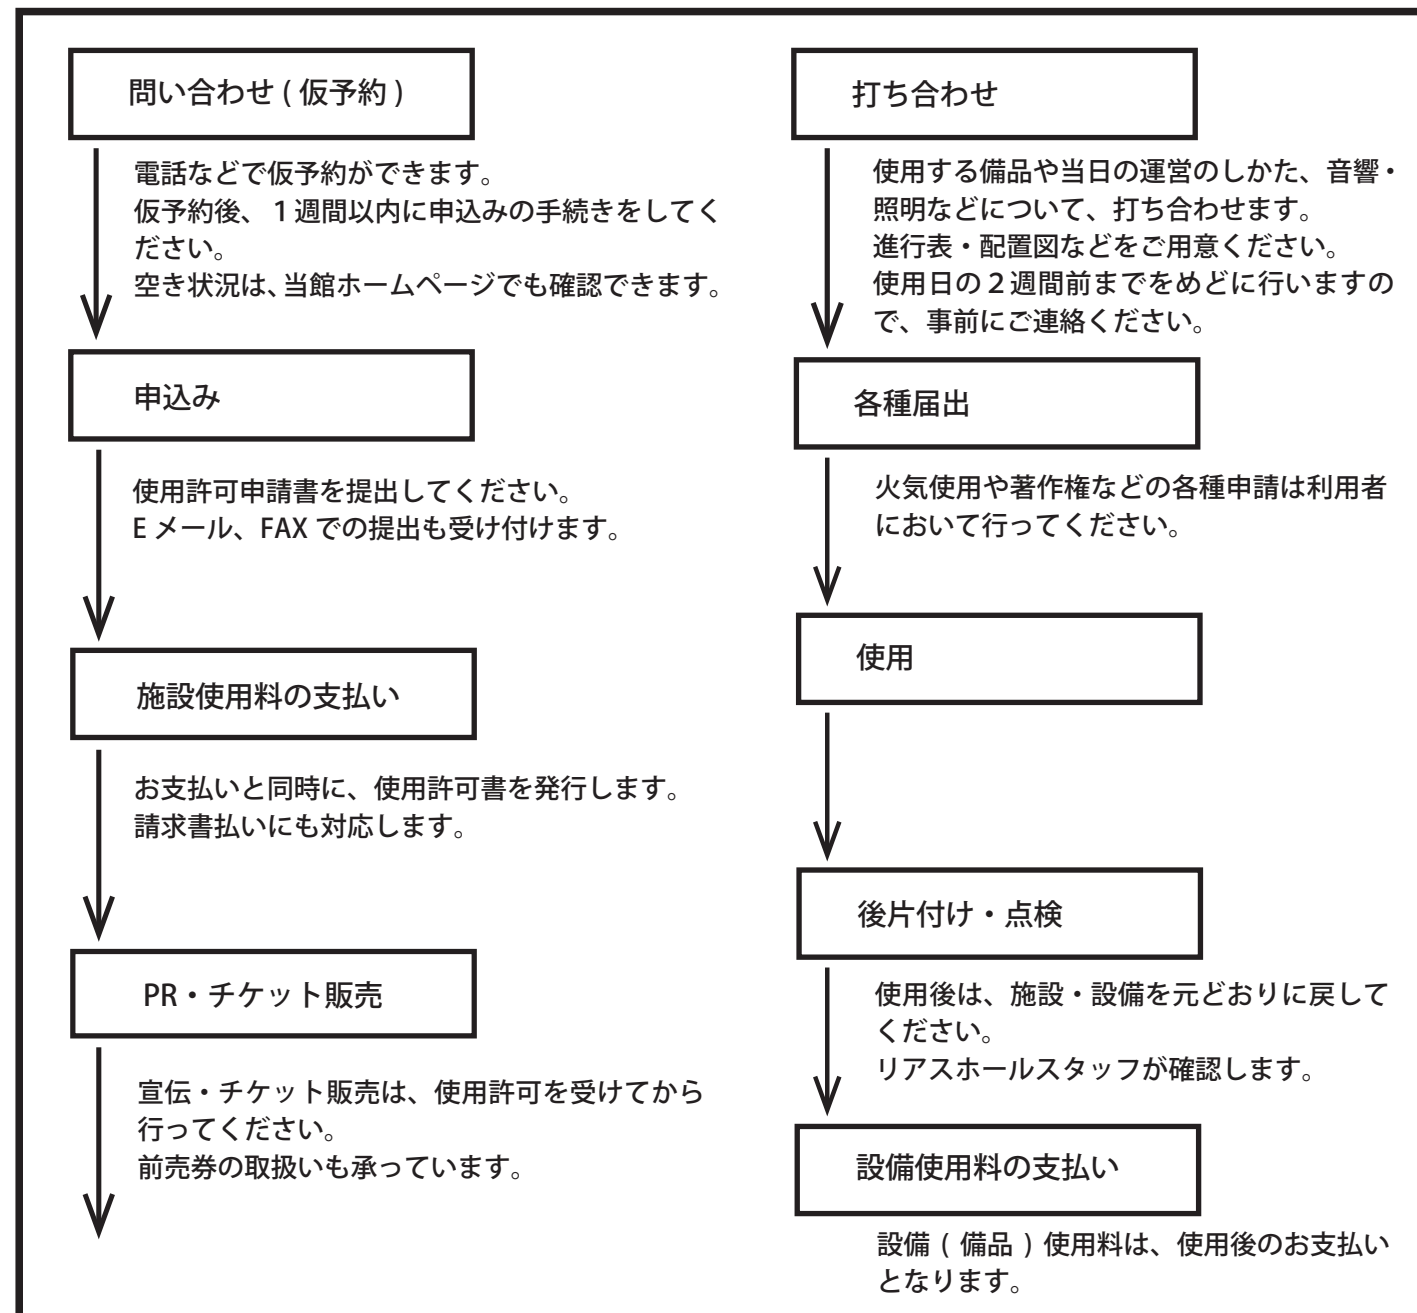 問い合わせ ( 仮予約 )
電話などで仮予約ができます。
仮予約後、１週間以内に申込みの手続きをしてく
ださい。
空き状況は、当館ホームページでも確認できます。
申込み
使用許可申請書を提出してください。
E メール、FAX での提出も受け付けます。
施設使用料の支払い
お支払いと同時に、使用許可書を発行します。
請求書払いにも対応します。
PR・チケット販売
宣伝・チケット販売は、使用許可を受けてから
行ってください。
前売券の取扱いも承っています。
打ち合わせ
使用する備品や当日の運営のしかた、音響・
照明などについて、打ち合わせます。
進行表・配置図などをご用意ください。
使用日の２週間前までをめどに行いますの
で、事前にご連絡ください。
各種届出
火気使用や著作権などの各種申請は利用者
において行ってください。
使用
後片付け・点検
使用後は、施設・設備を元どおりに戻して
ください。
リアスホールスタッフが確認します。
設備使用料の支払い
設備 ( 備品 ) 使用料は、使用後のお支払い
となります。